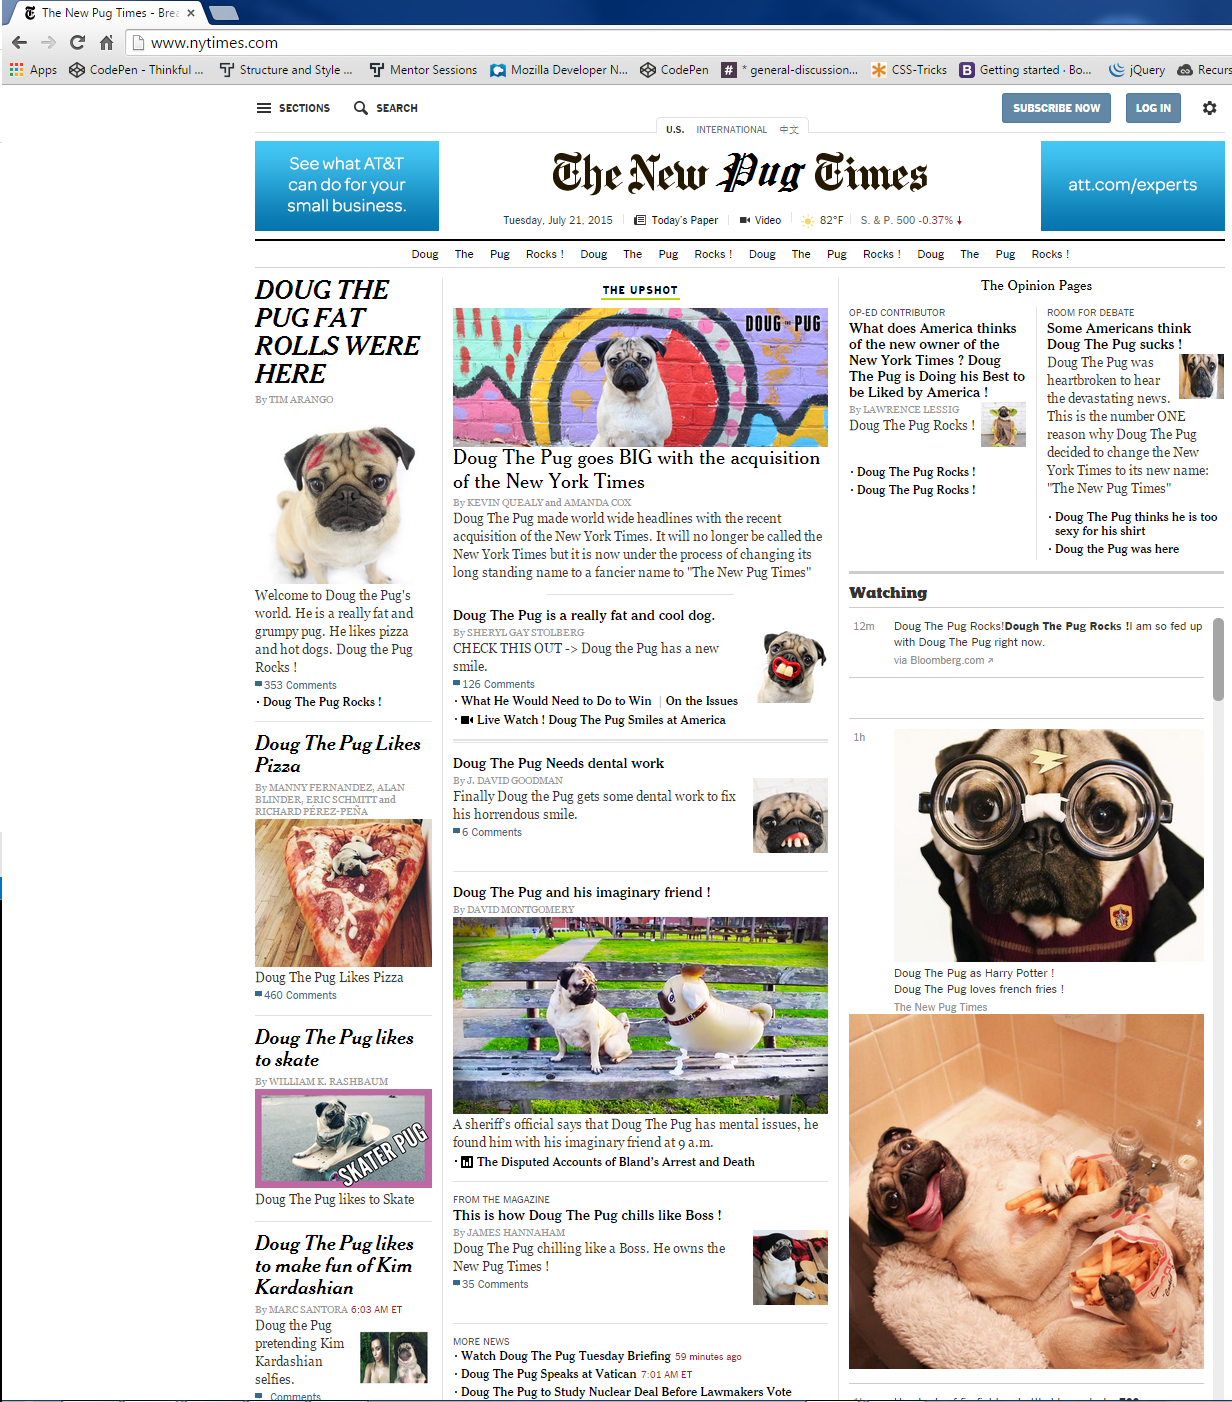 The New Pug Times - Brea
www.nytimes.com
Apps CodePen - Thinkful ... Structure and Style ... Mentor Sessions Mozilla Developer N... CodePen * general-discussion... CSS-Tricks Getting started · Bo... jQuery Recurs
SECTIONS SEARCH
SUBSCRIBE NOW LOG IN
U.S. INTERNATIONAL 中文
See what AT&T
can do for your
small business.
The New Pug Times
att.com/experts
Tuesday, July 21, 2015 Today's Paper Video 82°F S. & P. 500 -0.37%
Doug The Pug Rocks ! Doug The Pug Rocks ! Doug The Pug Rocks ! Doug The Pug Rocks !
DOUG THE
PUG FAT
ROLLS WERE
HERE
By TIM ARANGO
Welcome to Doug the Pug's
world. He is a really fat and
grumpy pug. He likes pizza
and hot dogs. Doug the Pug
Rocks !
353 Comments
· Doug The Pug Rocks !
Doug The Pug Likes
Pizza
By MANNY FERNANDEZ, ALAN
BLINDER, ERIC SCHMITT and
RICHARD PÉREZ-PEÑA
Doug The Pug Likes Pizza
460 Comments
Doug The Pug likes
to skate
By WILLIAM K. RASHBAUM
SKATER PUG
Doug The Pug likes to Skate
Doug The Pug likes
to make fun of Kim
Kardashian
By MARC SANTORA 6:03 AM ET
Doug the Pug
pretending Kim
Kardashian
selfies.
Comments
THE UPSHOT
DOUG THE PUG
Doug The Pug goes BIG with the acquisition
of the New York Times
By KEVIN QUEALY and AMANDA COX
Doug The Pug made world wide headlines with the recent
acquisition of the New York Times. It will no longer be called the
New York Times but it is now under the process of changing its
long standing name to a fancier name to "The New Pug Times"
Doug The Pug is a really fat and cool dog.
By SHERYL GAY STOLBERG
CHECK THIS OUT -> Doug the Pug has a new
smile.
126 Comments
· What He Would Need to Do to Win | On the Issues
· Live Watch ! Doug The Pug Smiles at America
Doug The Pug Needs dental work
By J. DAVID GOODMAN
Finally Doug the Pug gets some dental work to fix
his horrendous smile.
6 Comments
Doug The Pug and his imaginary friend !
By DAVID MONTGOMERY
A sheriff's official says that Doug The Pug has mental issues, he
found him with his imaginary friend at 9 a.m.
· The Disputed Accounts of Bland's Arrest and Death
FROM THE MAGAZINE
This is how Doug The Pug chills like Boss !
By JAMES HANNAHAM
Doug The Pug chilling like a Boss. He owns the
New Pug Times !
35 Comments
MORE NEWS
· Watch Doug The Pug Tuesday Briefing 59 minutes ago
· Doug The Pug Speaks at Vatican 7:01 AM ET
· Doug The Pug to Study Nuclear Deal Before Lawmakers Vote
The Opinion Pages
OP-ED CONTRIBUTOR
What does America thinks
of the new owner of the
New York Times ? Doug
The Pug is Doing his Best to
be Liked by America !
By LAWRENCE LESSIG
Doug The Pug Rocks !
· Doug The Pug Rocks !
· Doug The Pug Rocks !
ROOM FOR DEBATE
Some Americans think
Doug The Pug sucks !
Doug The Pug was
heartbroken to hear
the devastating news.
This is the number ONE
reason why Doug The Pug
decided to change the New
York Times to its new name:
"The New Pug Times"
· Doug The Pug thinks he is too
sexy for his shirt
· Doug the Pug was here
Watching
12m Doug The Pug Rocks!Dough The Pug Rocks !I am so fed up
with Doug The Pug right now.
via Bloomberg.com
1h
Doug The Pug as Harry Potter !
Doug The Pug loves french fries !
The New Pug Times